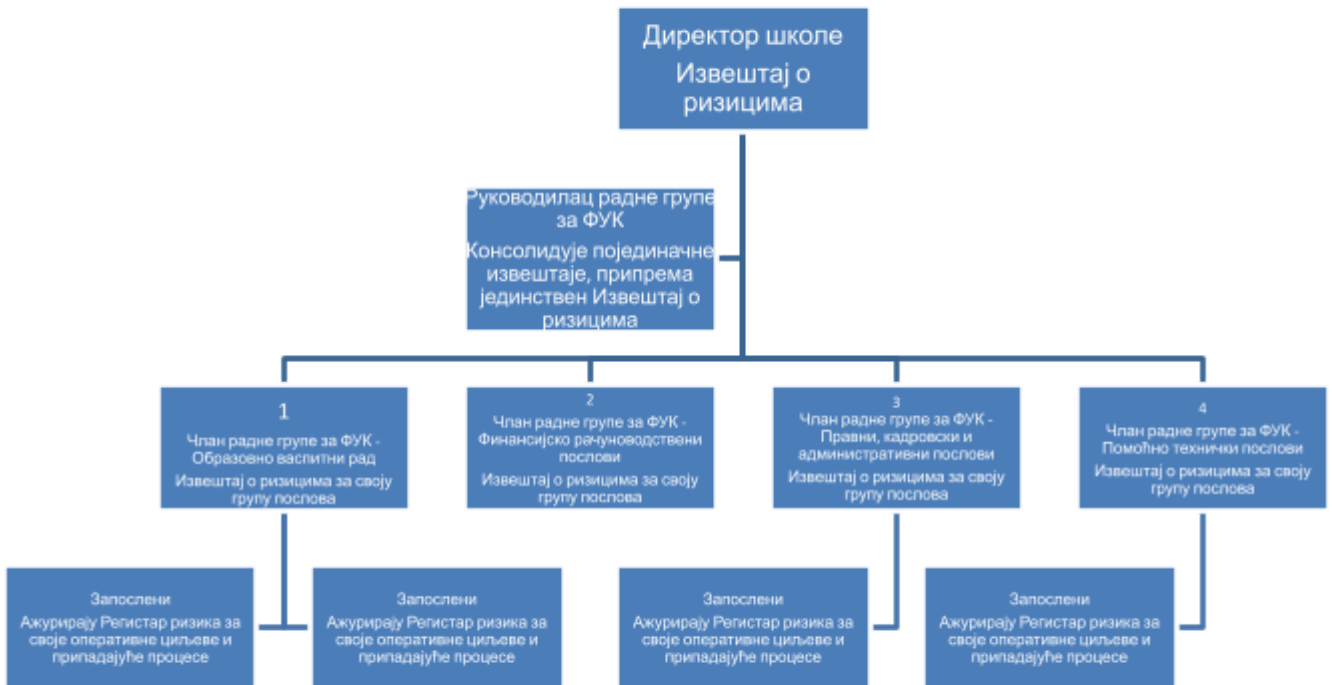 Директор школе
Извештај о
ризицима
Руководилац радне групе
за ФУК
Консолидује појединачне
извештаје, припрема
јединствен Извештај о
ризицима
1
Члан радне групе за ФУК -
Образовно васпитни рад
Извештај о ризицима за своју
групу послова
2
Члан радне групе за ФУК -
Финансијско рачуноводствени
послови
Извештај о ризицима за своју
групу послова
3
Члан радне групе за ФУК -
Правни, кадровски и
административни послови
Извештај о ризицима за своју
групу послова
4
Члан радне групе за ФУК -
Помоћно технички послови
Извештај о ризицима за своју
групу послова
Запослени
Ажурирају Регистар ризика за
своје оперативне циљеве и
припадајуће процесе
Запослени
Ажурирају Регистар ризика за
своје оперативне циљеве и
припадајуће процесе
Запослени
Ажурирају Регистар ризика за
своје оперативне циљеве и
припадајуће процесе
Запослени
Ажурирају Регистар ризика за
своје оперативне циљеве и
припадајуће процесе